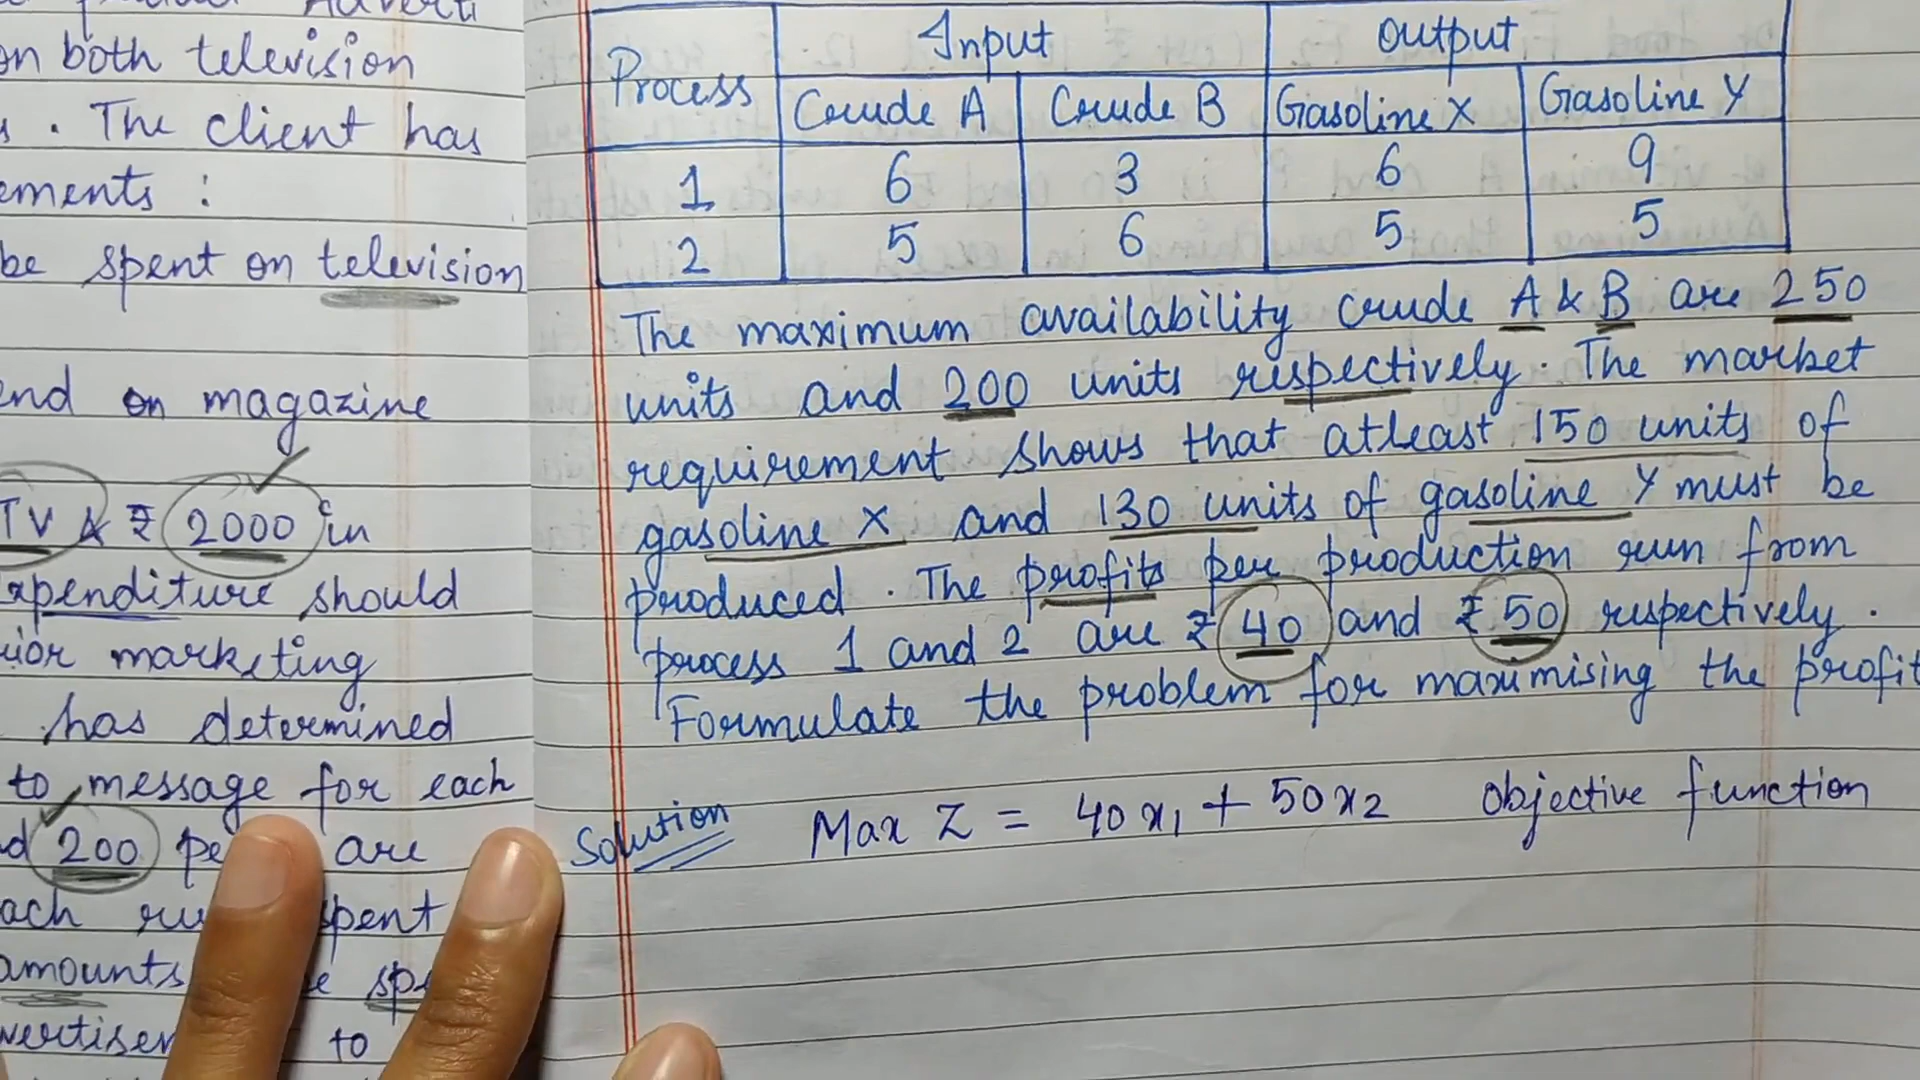 on both television
. The client has
ements :
be spent on television
end on magazine
TV & ₹ 2000 in
xpenditure should
ior marketing
has determined
to message for each
200 are
ach spent
amounts
to
Process Input Output
Crude A Crude B Gasoline X Gasoline Y
1 6 3 6 9
2 5 6 5 5
The maximum availability crude A & B are 250
units and 200 units respectively. The market
requirement shows that atleast 150 units of
gasoline X and 130 units of gasoline Y must be
produced. The profits per production run from
process 1 and 2 are ₹ 40 and ₹ 50 respectively.
Formulate the problem for maximising the profit
Solution Max Z = 40x₁ + 50x₂ Objective function